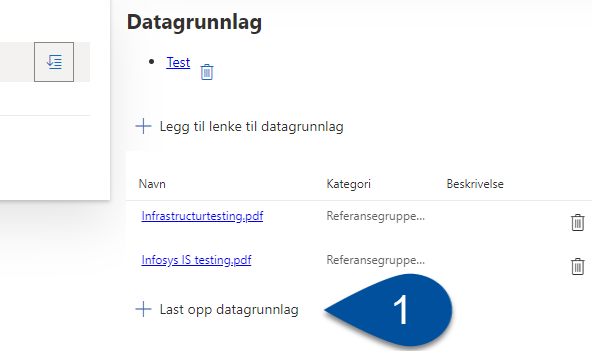 Datagrunnlag
Test
Legg til lenke til datagrunnlag
Navn Kategori Beskrivelse
Infrastructurtesting.pdf Referansegruppe...
Infosys IS testing.pdf Referansegruppe...
Last opp datagrunnlag 1